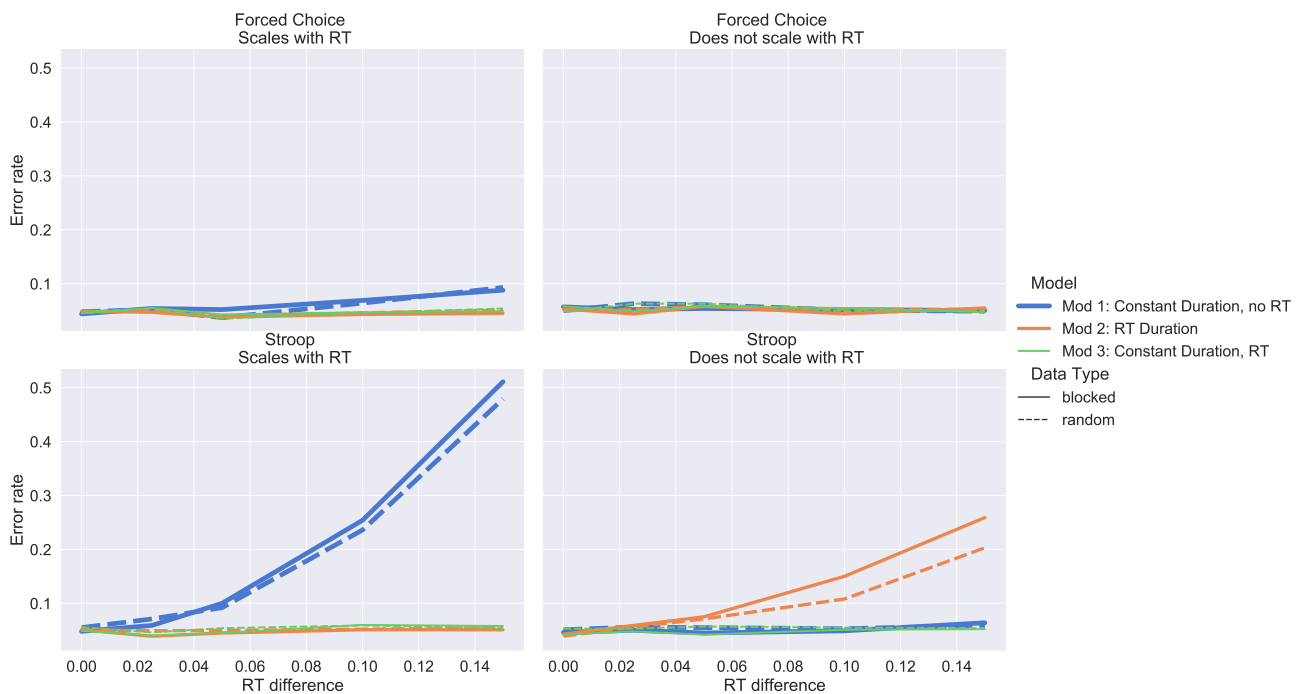 Forced Choice
Scales with RT
Forced Choice
Does not scale with RT
0.5
0.4
0.3
0.2
0.1
Error rate
Stroop
Scales with RT
Stroop
Does not scale with RT
0.5
0.4
0.3
0.2
0.1
Error rate
0.00 0.02 0.04 0.06 0.08 0.10 0.12 0.14
RT difference
0.00 0.02 0.04 0.06 0.08 0.10 0.12 0.14
RT difference
Model
Mod 1: Constant Duration, no RT
Mod 2: RT Duration
Mod 3: Constant Duration, RT
Data Type
blocked
random